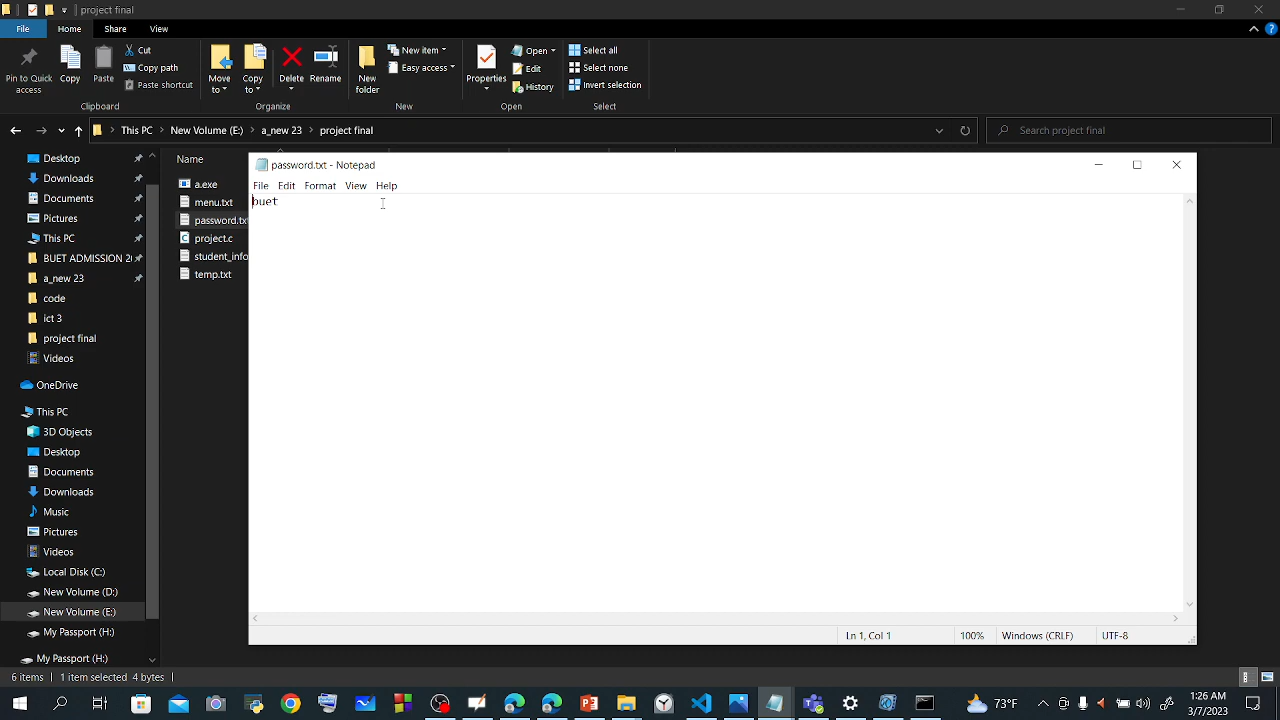 project final
File Home Share View
Pin to Quick access
Copy
Paste
Cut
Copy path
Paste shortcut
Move to
Copy to
Delete
Rename
New folder
New item
Easy access
Properties
Open
Edit
History
Select all
Select none
Invert selection
Clipboard Organize New Open Select
This PC > New Volume (E:) > a_new 23 > project final
Search project final
Desktop
Downloads
Documents
Pictures
This PC
BUET ADMISSION 2
a_new 23
code
ict 3
project final
Videos
OneDrive
This PC
3D Objects
Desktop
Documents
Downloads
Music
Pictures
Videos
Local Disk (C:)
New Volume (D:)
New Volume (E:)
My Passport (H:)
My Passport (H:)
Name
a.exe
menu.txt
password.tx
project.c
student_info
temp.txt
password.txt - Notepad
File Edit Format View Help
buet
Ln 1, Col 1 100% Windows (CRLF) UTF-8
6 items 1 item selected 4 bytes
73°F
1:26 AM
3/7/2023